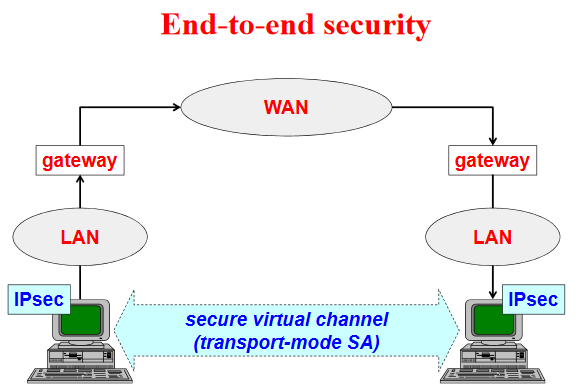 End-to-end security
WAN
gateway
gateway
LAN
LAN
IPsec
IPsec
secure virtual channel
(transport-mode SA)